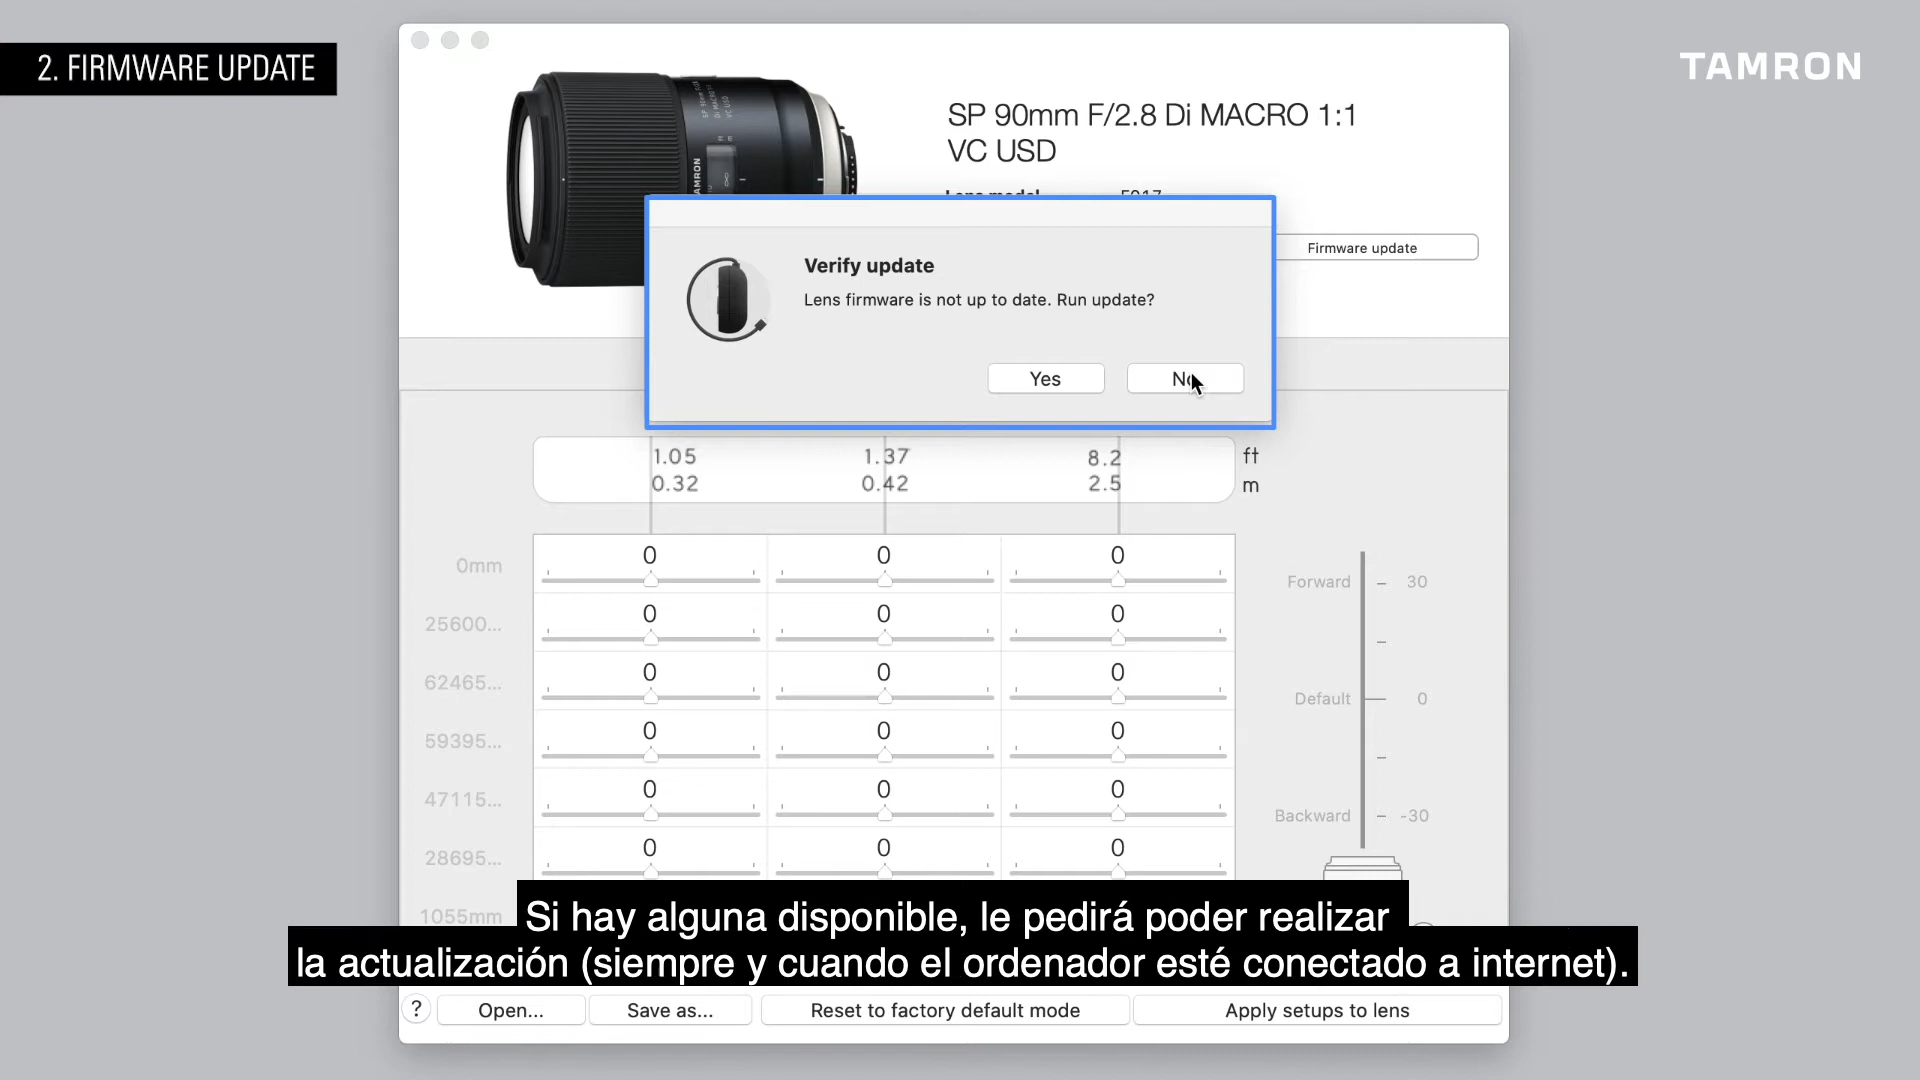 2. FIRMWARE UPDATE
TAMRON
SP 90mm F/2.8 Di MACRO 1:1
VC USD
Lens model F017
Firmware update
Verify update
Lens firmware is not up to date. Run update?
Yes
No
1.05 1.37 8.2 ft
0.32 0.42 2.5 m
0mm 0 0 0
Forward 30
25600... 0 0 0
62465... 0 0 0
Default 0
59395... 0 0 0
47115... 0 0 0
Backward -30
28695... 0 0 0
1055mm
Si hay alguna disponible, le pedirá poder realizar
la actualización (siempre y cuando el ordenador esté conectado a internet).
? Open... Save as... Reset to factory default mode Apply setups to lens